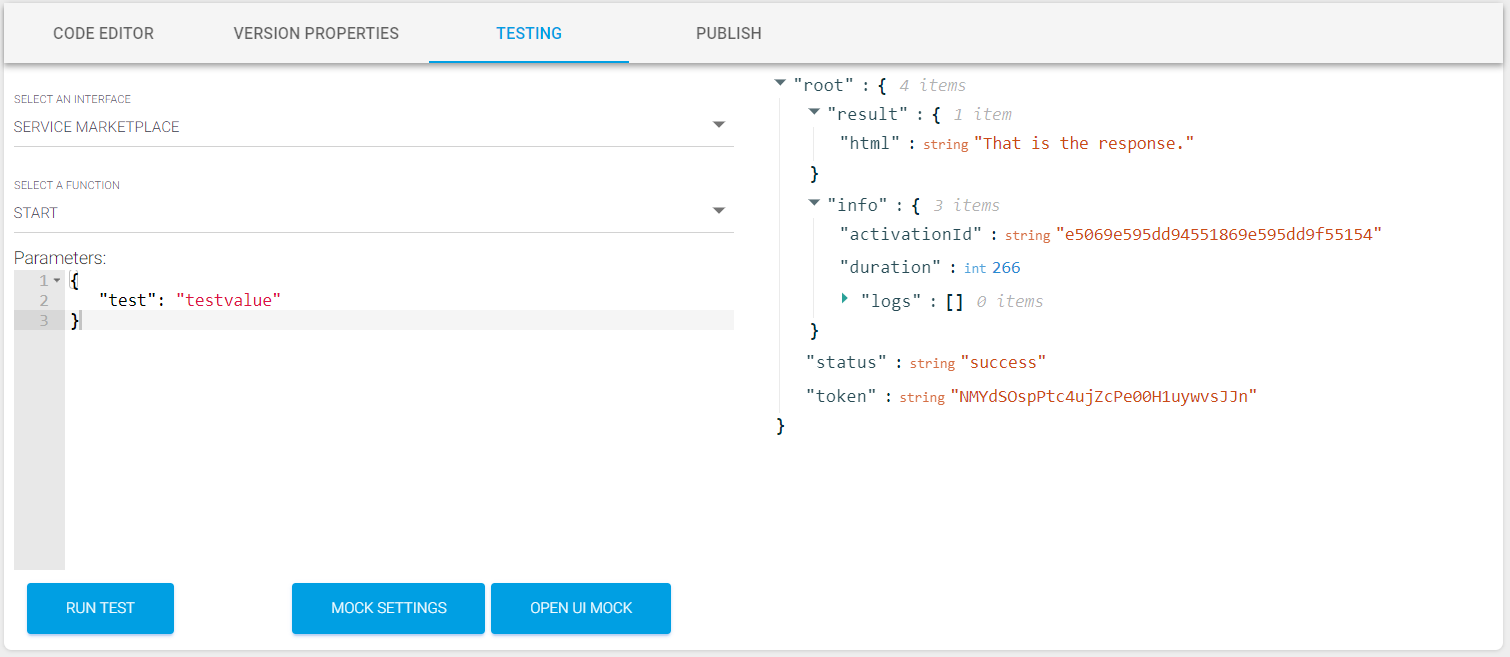 CODE EDITOR VERSION PROPERTIES TESTING PUBLISH
SELECT AN INTERFACE
SERVICE MARKETPLACE
SELECT A FUNCTION
START
Parameters:
1 {
2 "test": "testvalue"
3 }
RUN TEST MOCK SETTINGS OPEN UI MOCK
"root" : { 4 items
"result" : { 1 item
"html" : string "That is the response."
}
"info" : { 3 items
"activationId" : string "e5069e595dd94551869e595dd9f55154"
"duration" : int 266
"logs" : [] 0 items
}
"status" : string "success"
"token" : string "NMYdSOspPtc4ujZcPe00H1uywvsJJn"
}